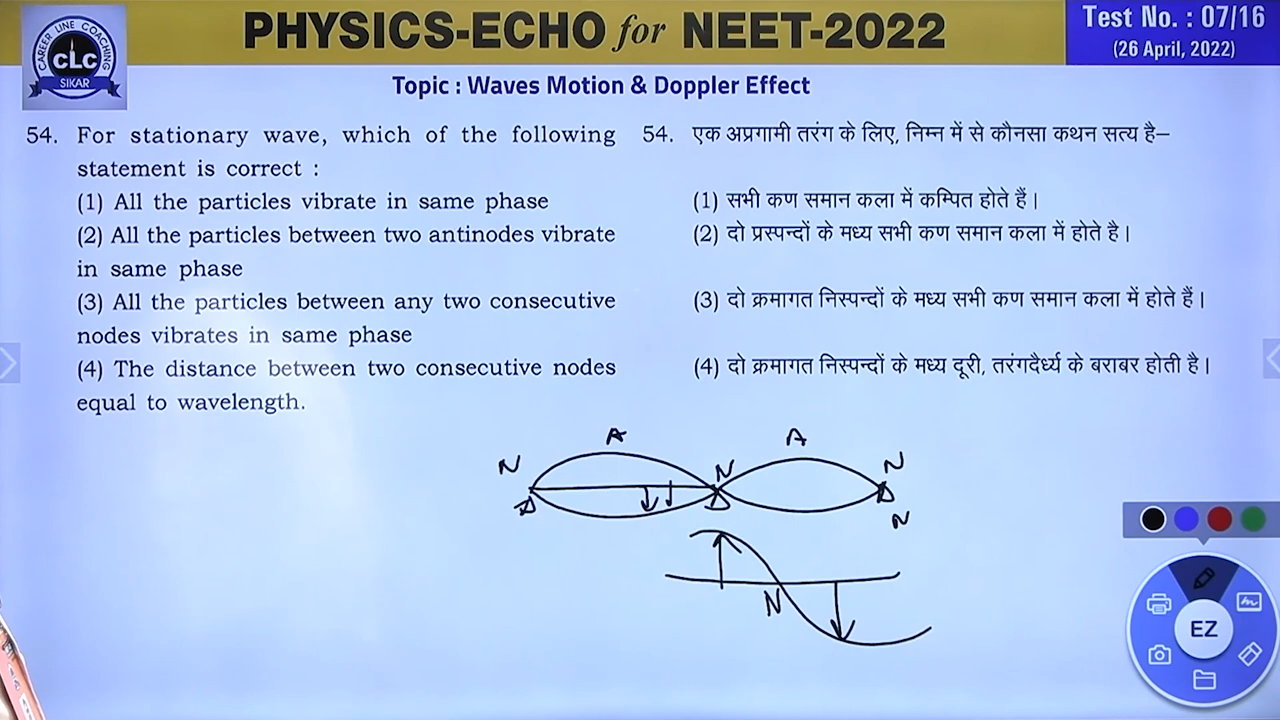 CAREER LINE COACHING
CLC
SIKAR
PHYSICS-ECHO for NEET-2022
Test No. : 07/16
(26 April, 2022)
Topic : Waves Motion & Doppler Effect
54. For stationary wave, which of the following
statement is correct :
(1) All the particles vibrate in same phase
(2) All the particles between two antinodes vibrate
in same phase
(3) All the particles between any two consecutive
nodes vibrates in same phase
(4) The distance between two consecutive nodes
equal to wavelength.
54. एक अप्रगामी तरंग के लिए, निम्न में से कौनसा कथन सत्य है–
(1) सभी कण समान कला में कम्पित होते हैं।
(2) दो प्रस्पन्दों के मध्य सभी कण समान कला में होते है।
(3) दो क्रमागत निस्पन्दों के मध्य सभी कण समान कला में होते हैं।
(4) दो क्रमागत निस्पन्दों के मध्य दूरी, तरंगदैर्ध्य के बराबर होती है।
A A
N N N
N
N
EZ